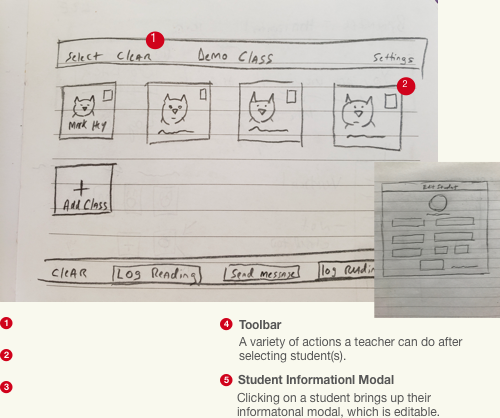 1
Select Clear Demo Class Settings
2
Mark Hey
+
Add Class
Clear Log Reading Send Message log Readin
Edit Student
1
2
3
4 Toolbar
A variety of actions a teacher can do after
selecting student(s).
5 Student Informationl Modal
Clicking on a student brings up their
informatonal modal, which is editable.